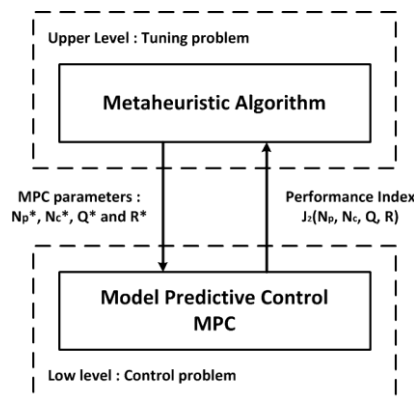 Upper Level : Tuning problem
Metaheuristic Algorithm
MPC parameters :
Np*, Nc*, Q* and R*
Performance Index
J₂(Np, Nc, Q, R)
Model Predictive Control
MPC
Low level : Control problem